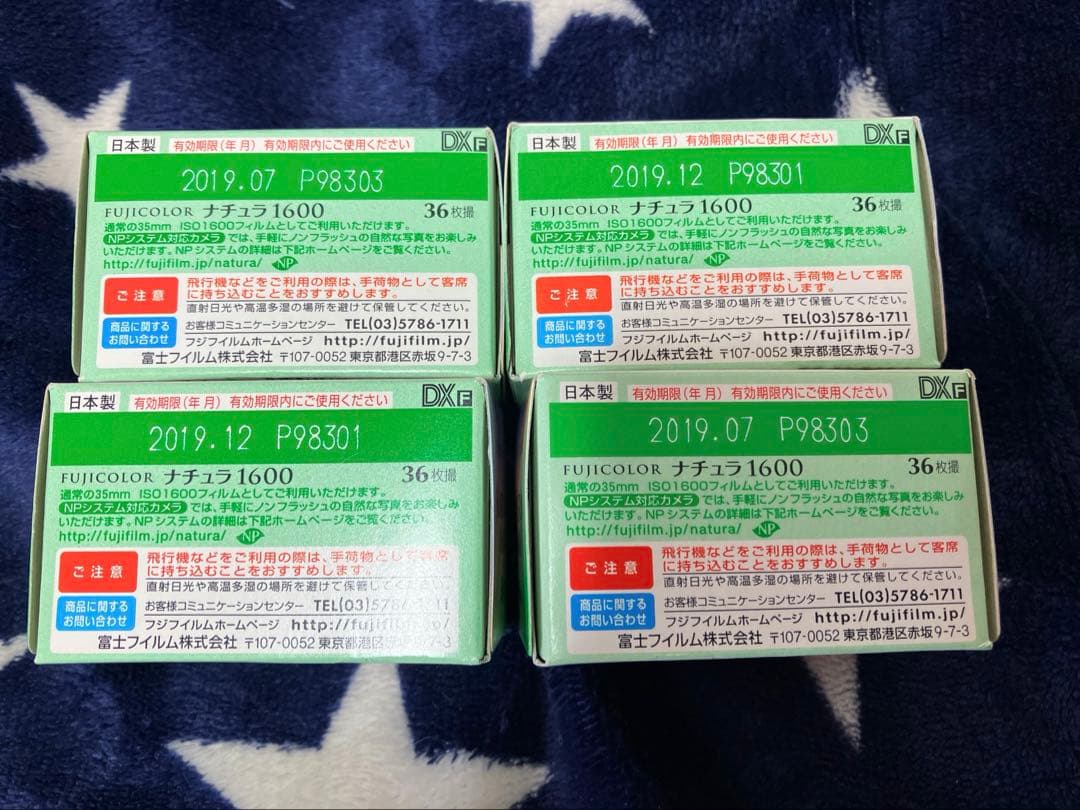 日本製 有効期限(年 月) 有効期限内にご使用ください DXF
2019.07 P98303
FUJICOLOR ナチュラ1600 36枚撮
通常の35mm ISO1600フィルムとしてご利用いただけます。
NPシステム対応カメラ では、手軽にノンフラッシュの自然な写真をお楽しみ
いただけます。NPシステムの詳細は下記ホームページをご覧ください。
http://fujifilm.jp/natura/ NP
ご注意 飛行機などをご利用の際は、手荷物として客席
に持ち込むことをおすすめします。
直射日光や高温多湿の場所を避けて保管してください。
商品に関する お客様コミュニケーションセンター TEL(03)5786-1711
お問い合わせ フジフイルムホームページ http://fujifilm.jp/
富士フイルム株式会社 〒107-0052 東京都港区赤坂9-7-3
日本製 有効期限(年 月) 有効期限内にご使用ください DXF
2019.12 P98301
FUJICOLOR ナチュラ1600 36枚撮
通常の35mm ISO1600フィルムとしてご利用いただけます。
NPシステム対応カメラ では、手軽にノンフラッシュの自然な写真をお楽しみ
いただけます。NPシステムの詳細は下記ホームページをご覧ください。
http://fujifilm.jp/natura/ NP
ご注意 飛行機などをご利用の際は、手荷物として客席
に持ち込むことをおすすめします。
直射日光や高温多湿の場所を避けて保管してください。
商品に関する お客様コミュニケーションセンター TEL(03)5786-1711
お問い合わせ フジフイルムホームページ http://fujifilm.jp/
富士フイルム株式会社 〒107-0052 東京都港区赤坂9-7-3
日本製 有効期限(年 月) 有効期限内にご使用ください DXF
2019.12 P98301
FUJICOLOR ナチュラ1600 36枚撮
通常の35mm ISO1600フィルムとしてご利用いただけます。
NPシステム対応カメラ では、手軽にノンフラッシュの自然な写真をお楽しみ
いただけます。NPシステムの詳細は下記ホームページをご覧ください。
http://fujifilm.jp/natura/ NP
ご注意 飛行機などをご利用の際は、手荷物として客席
に持ち込むことをおすすめします。
直射日光や高温多湿の場所を避けて保管してください。
商品に関する お客様コミュニケーションセンター TEL(03)5786-1711
お問い合わせ フジフイルムホームページ http://fujifilm.jp/
富士フイルム株式会社 〒107-0052 東京都港区赤坂9-7-3
日本製 有効期限(年 月) 有効期限内にご使用ください DXF
2019.07 P98303
FUJICOLOR ナチュラ1600 36枚撮
通常の35mm ISO1600フィルムとしてご利用いただけます。
NPシステム対応カメラ では、手軽にノンフラッシュの自然な写真をお楽しみ
いただけます。NPシステムの詳細は下記ホームページをご覧ください。
http://fujifilm.jp/natura/ NP
ご注意 飛行機などをご利用の際は、手荷物として客席
に持ち込むことをおすすめします。
直射日光や高温多湿の場所を避けて保管してください。
商品に関する お客様コミュニケーションセンター TEL(03)5786-1711
お問い合わせ フジフイルムホームページ http://fujifilm.jp/
富士フイルム株式会社 〒107-0052 東京都港区赤坂9-7-3